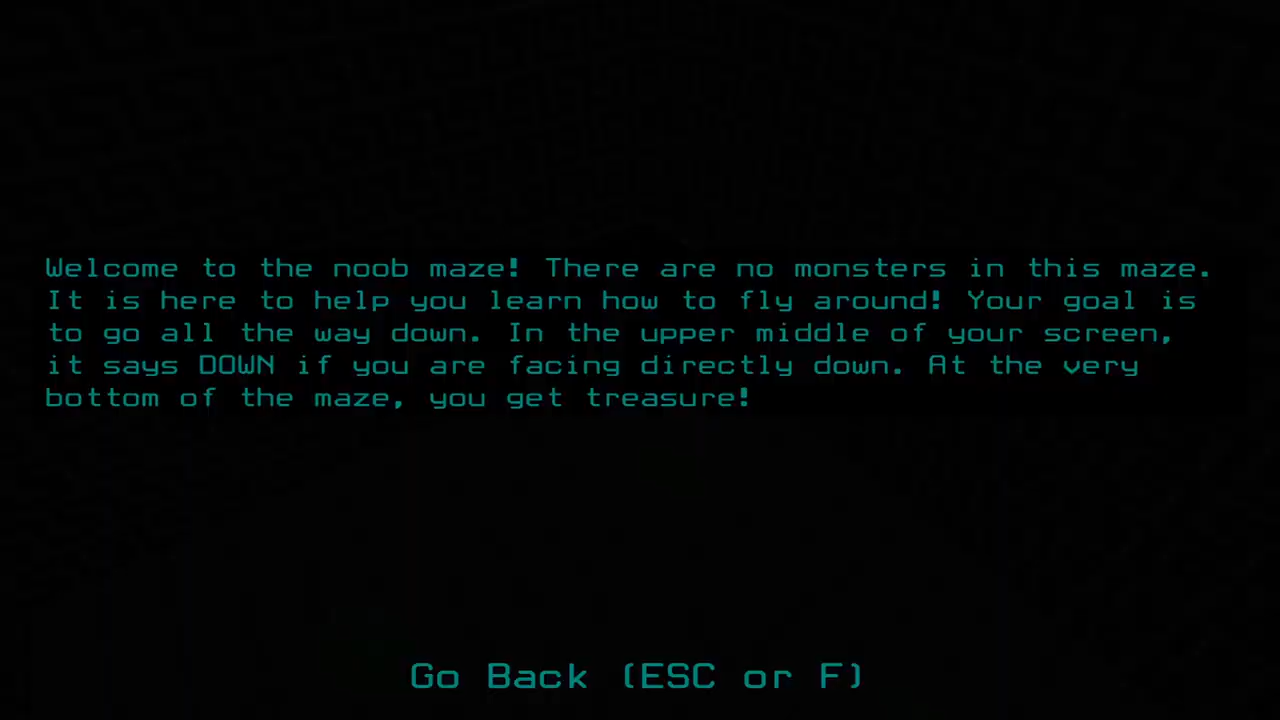 Welcome to the noob maze! There are no monsters in this maze.
It is here to help you learn how to fly around! Your goal is
to go all the way down. In the upper middle of your screen,
it says DOWN if you are facing directly down. At the very
bottom of the maze, you get treasure!
Go Back (ESC or F)